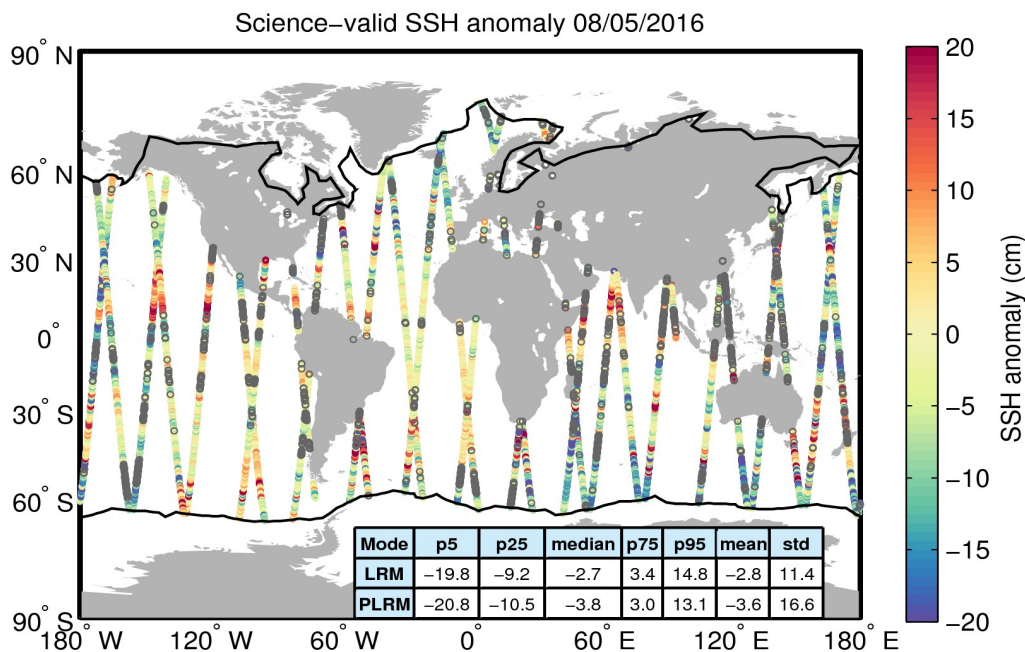 Science−valid SSH anomaly 08/05/2016
90° N
60° N
30° N
0°
30° S
60° S
90° S
180° W
120° W
60° W
0°
60° E
120° E
180° E
Mode p5 p25 median p75 p95 mean std
LRM −19.8 −9.2 −2.7 3.4 14.8 −2.8 11.4
PLRM −20.8 −10.5 −3.8 3.0 13.1 −3.6 16.6
20
15
10
5
0
−5
−10
−15
−20
SSH anomaly (cm)